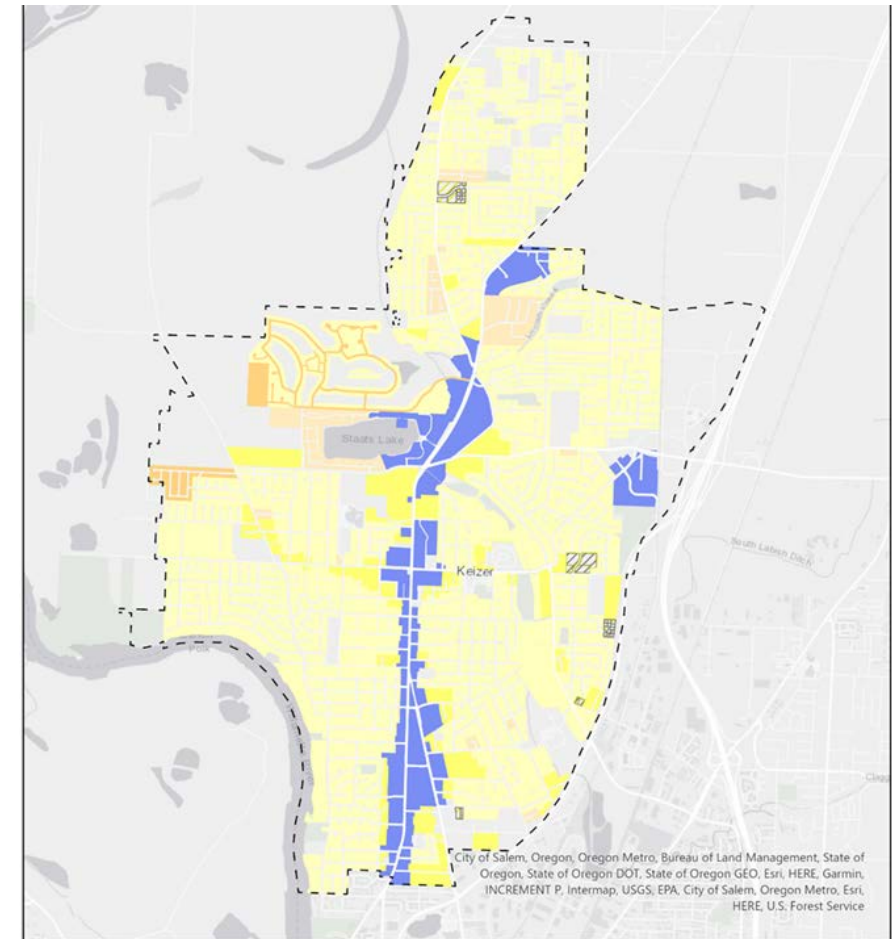 Staats Lake
South Labish Ditch
Keizer
Polk
City of Salem, Oregon, Oregon Metro, Bureau of Land Management, State of
Oregon, State of Oregon DOT, State of Oregon GEO, Esri, HERE, Garmin,
INCREMENT P, Intermap, USGS, EPA, City of Salem, Oregon Metro, Esri,
HERE, U.S. Forest Service